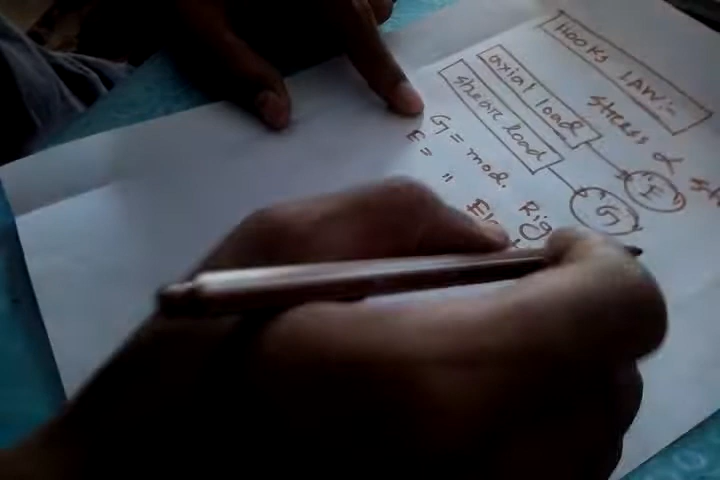 HOOKS LAW:-
Stress α
axial load
E
shear load
G
G = mod. Rig
E = "